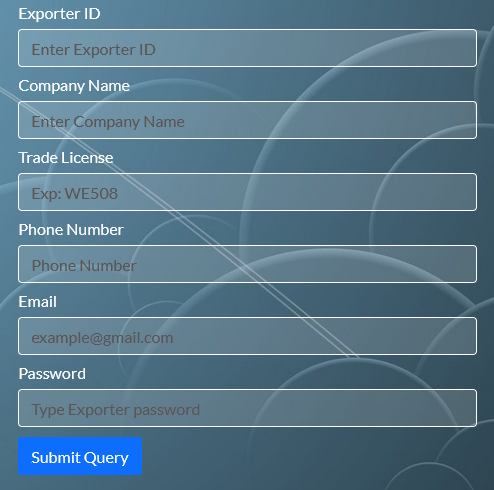 Exporter ID
Enter Exporter ID
Company Name
Enter Company Name
Trade License
Exp: WE508
Phone Number
Phone Number
Email
example@gmail.com
Password
Type Exporter password
Submit Query